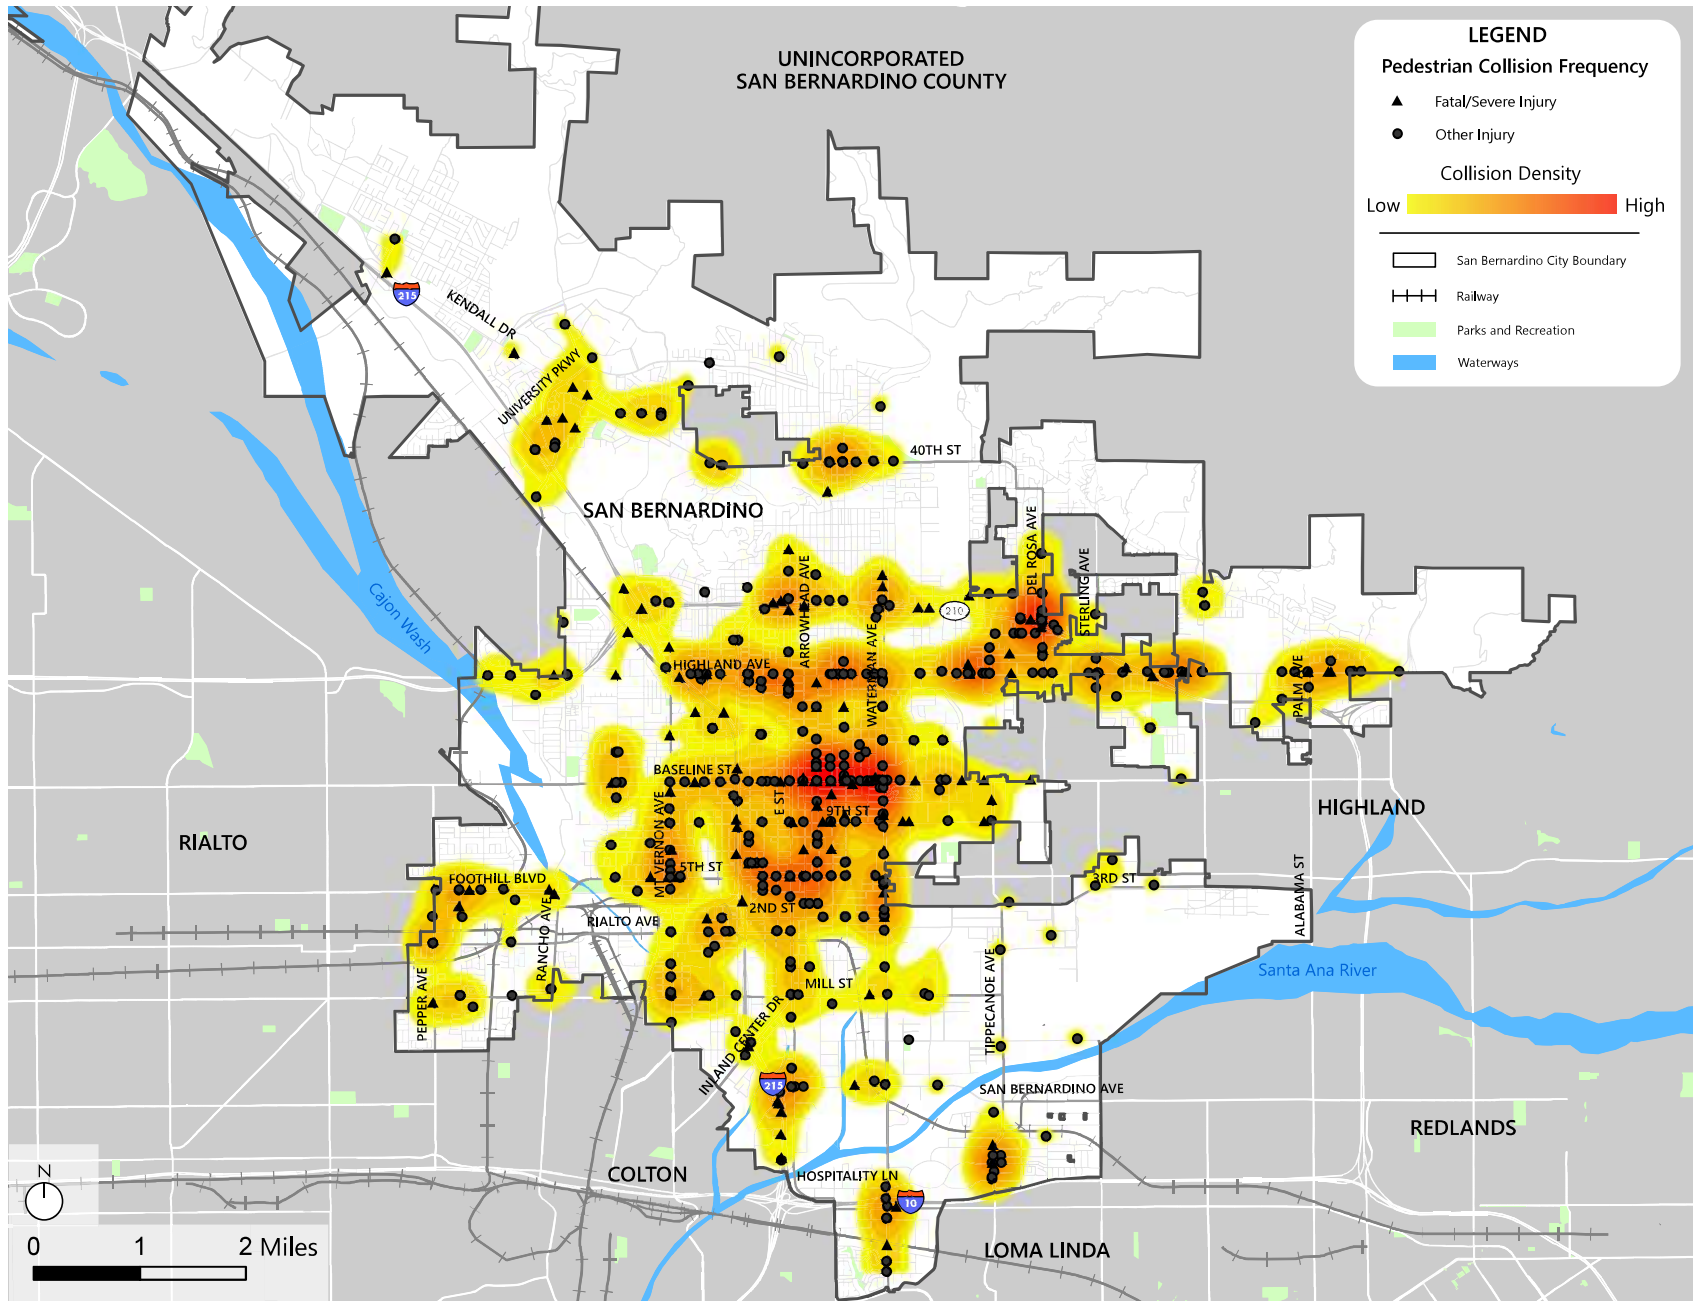 UNINCORPORATED
SAN BERNARDINO COUNTY
LEGEND
Pedestrian Collision Frequency
Fatal/Severe Injury
Other Injury
Collision Density
Low
High
San Bernardino City Boundary
Railway
Parks and Recreation
Waterways
215
KENDALL DR
UNIVERSITY PKWY
40TH ST
SAN BERNARDINO
DEL ROSA AVE
STERLING AVE
ARROWHEAD AVE
210
Cajon Wash
HIGHLAND AVE
WATERMAN AVE
PALM AVE
BASELINE ST
E ST
9TH ST
MT VERNON AVE
HIGHLAND
RIALTO
5TH ST
FOOTHILL BLVD
3RD ST
ALABAMA ST
2ND ST
RIALTO AVE
RANCHO AVE
PEPPER AVE
TIPPECANOE AVE
Santa Ana River
MILL ST
INLAND CENTER DR
215
SAN BERNARDINO AVE
REDLANDS
COLTON
HOSPITALITY LN
10
LOMA LINDA
N
0
1
2 Miles